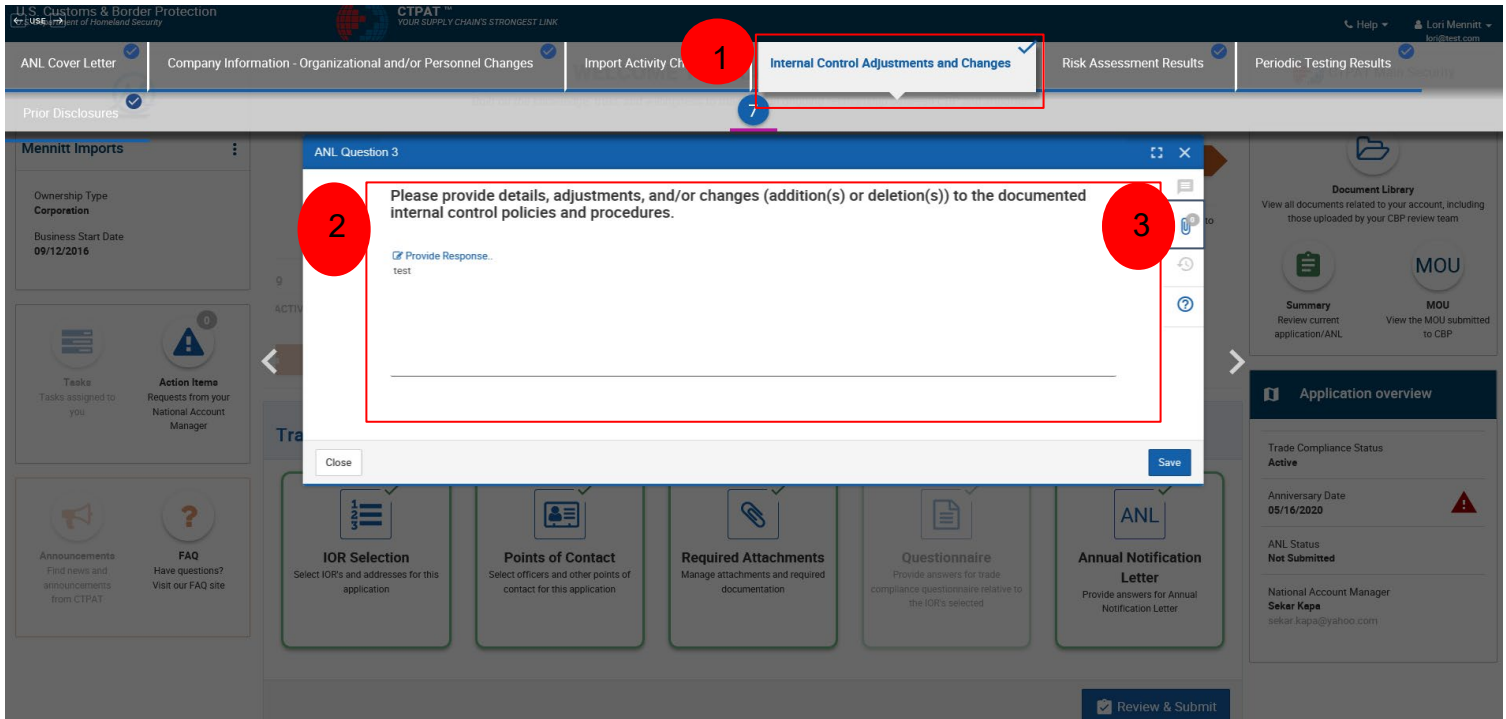 U.S. Customs & Border Protection
← USE →
U.S. Department of Homeland Security
CTPAT ™
YOUR SUPPLY CHAIN'S STRONGEST LINK
Help
Lori Mennitt
lori@test.com
ANL Cover Letter
Company Information - Organizational and/or Personnel Changes
Import Activity Ch
1
Internal Control Adjustments and Changes
Risk Assessment Results
Periodic Testing Results
Prior Disclosures
7
Mennitt Imports
Ownership Type
Corporation
Business Start Date
09/12/2016
0
Tasks
Tasks assigned to
you
Action Items
Requests from your
National Account
Manager
Announcements
Find news and
announcements
from CTPAT
?
FAQ
Have questions?
Visit our FAQ site
ANL Question 3
2
3
Please provide details, adjustments, and/or changes (addition(s) or deletion(s)) to the documented
internal control policies and procedures.
Provide Response..
test
0
to
9
ACTIV
Close
Save
Tra
IOR Selection
Select IOR's and addresses for this
application
Points of Contact
Select officers and other points of
contact for this application
Required Attachments
Manage attachments and required
documentation
Questionnaire
Provide answers for trade
compliance questionnaire relative to
the IOR's selected
ANL
Annual Notification
Letter
Provide answers for Annual
Notification Letter
Review & Submit
Document Library
View all documents related to your account, including
those uploaded by your CBP review team
Summary
Review current
application/ANL
MOU
MOU
View the MOU submitted
to CBP
Application overview
Trade Compliance Status
Active
Anniversary Date
05/16/2020
ANL Status
Not Submitted
National Account Manager
Sekar Kapa
sekar.kapa@yahoo.com